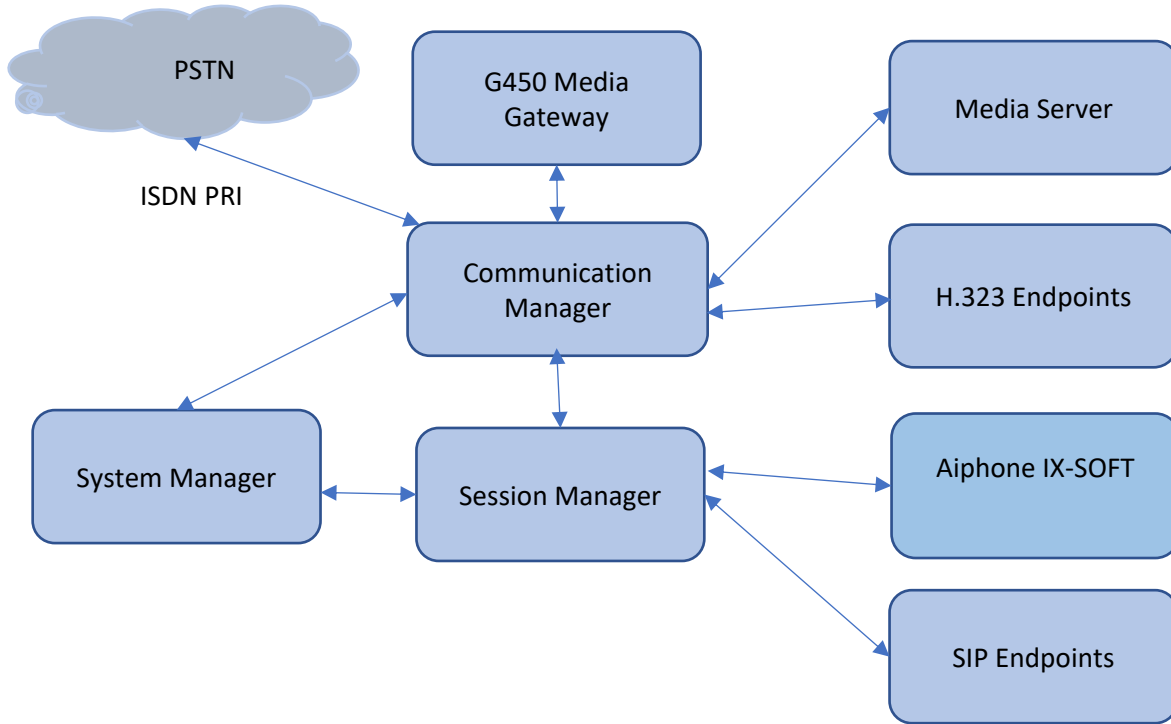 PSTN
G450 Media
Gateway
Media Server
ISDN PRI
Communication
Manager
H.323 Endpoints
System Manager
Session Manager
Aiphone IX-SOFT
SIP Endpoints